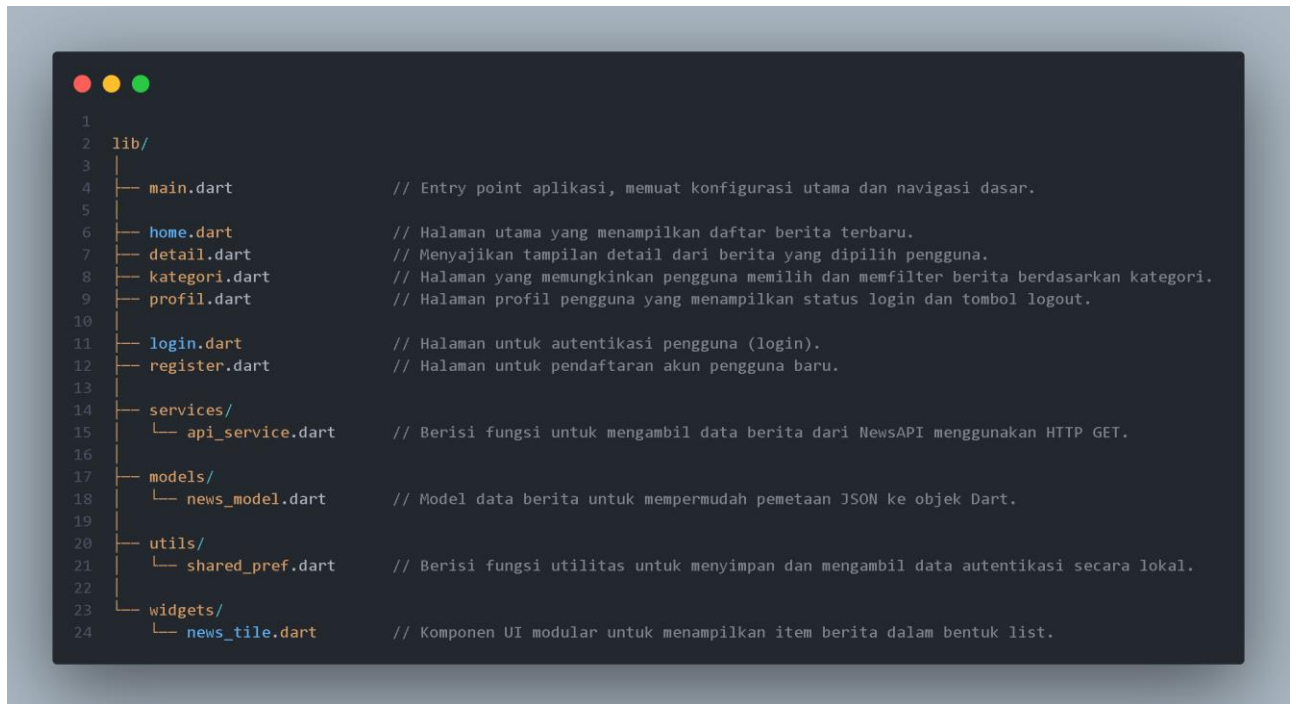 1
2 lib/
3 │
4 ├── main.dart // Entry point aplikasi, memuat konfigurasi utama dan navigasi dasar.
5 │
6 ├── home.dart // Halaman utama yang menampilkan daftar berita terbaru.
7 ├── detail.dart // Menyajikan tampilan detail dari berita yang dipilih pengguna.
8 ├── kategori.dart // Halaman yang memungkinkan pengguna memilih dan memfilter berita berdasarkan kategori.
9 ├── profil.dart // Halaman profil pengguna yang menampilkan status login dan tombol logout.
10 │
11 ├── login.dart // Halaman untuk autentikasi pengguna (login).
12 ├── register.dart // Halaman untuk pendaftaran akun pengguna baru.
13 │
14 ├── services/
15 │ └── api_service.dart // Berisi fungsi untuk mengambil data berita dari NewsAPI menggunakan HTTP GET.
16 │
17 ├── models/
18 │ └── news_model.dart // Model data berita untuk mempermudah pemetaan JSON ke objek Dart.
19 │
20 ├── utils/
21 │ └── shared_pref.dart // Berisi fungsi utilitas untuk menyimpan dan mengambil data autentikasi secara lokal.
22 │
23 └── widgets/
24 └── news_tile.dart // Komponen UI modular untuk menampilkan item berita dalam bentuk list.